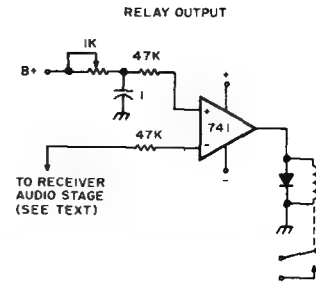 RELAY OUTPUT
1K
B+
47K
1
+
+
741
47K
-
-
TO RECEIVER
AUDIO STAGE
(SEE TEXT)